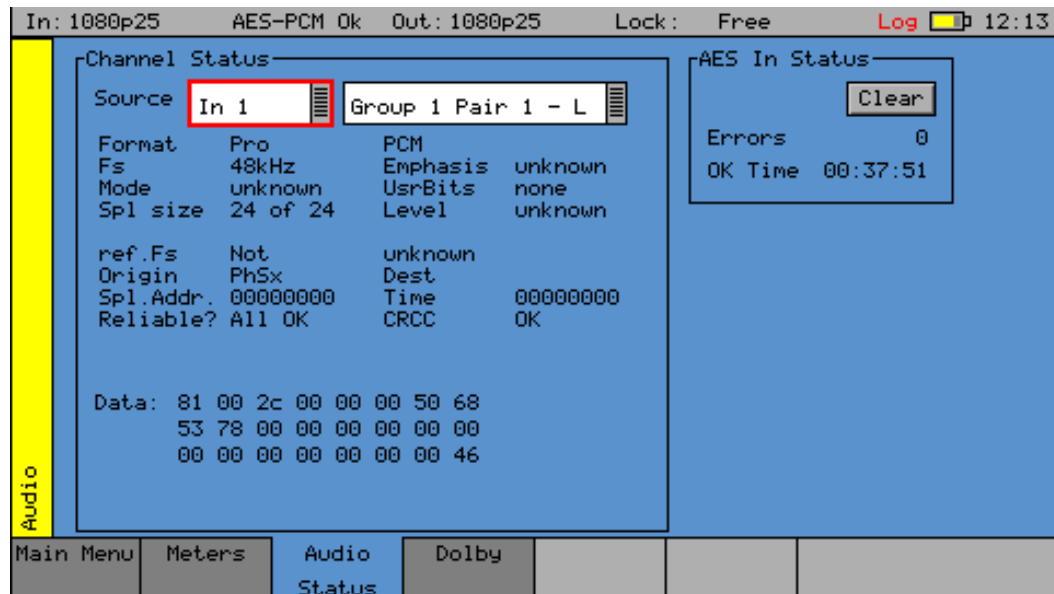 In: 1080p25 AES-PCM Ok Out: 1080p25 Lock: Free Log 12:13
Channel Status
Source In 1 Group 1 Pair 1 - L
Format Pro PCM
Fs 48kHz Emphasis unknown
Mode unknown UsrBits none
Spl size 24 of 24 Level unknown
ref.Fs Not unknown
Origin PhSx Dest
Spl.Addr. 00000000 Time 00000000
Reliable? All OK CRCC OK
Data: 81 00 2c 00 00 00 50 68
53 78 00 00 00 00 00 00
00 00 00 00 00 00 00 46
AES In Status
Clear
Errors 0
OK Time 00:37:51
Audio
Main Menu Meters Audio Status Dolby